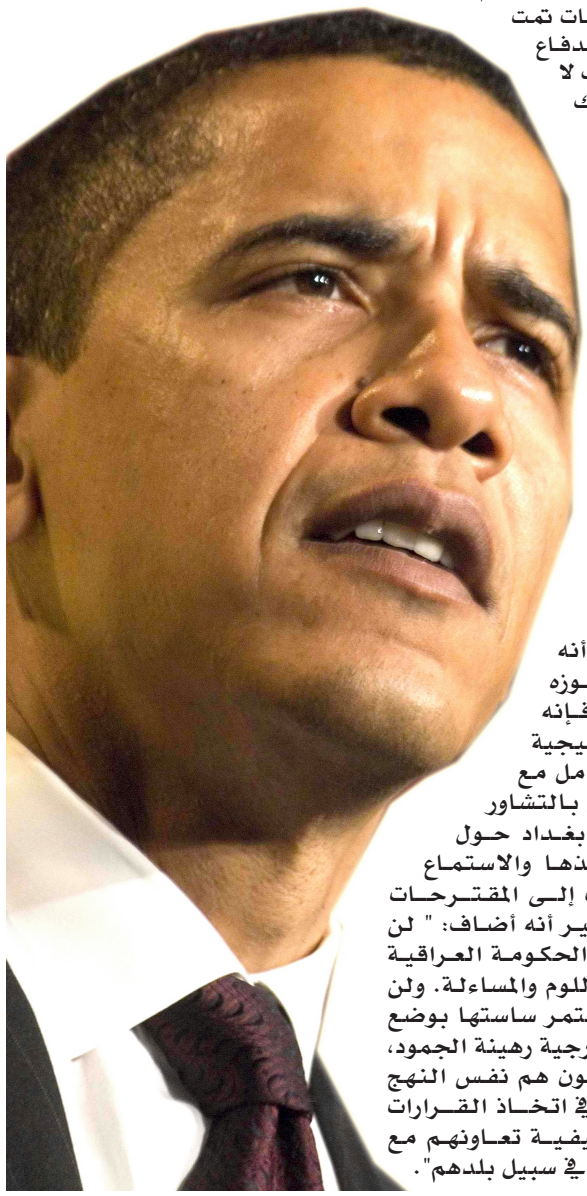 ات تمت
دفاع
لا
ك
أنه
وزه
فإنه
يجية
امل مع
بالتشاور
بغداد حول
ذها والاستماع
إلى المقترحات
ير أنه أضاف: " لن
الحكومة العراقية
للوم والمساءلة. ولن
تمر ساستها بوضع
رجية رهينة الجمود،
ون هم نفس النهج
في اتخاذ القرارات
يفية تعاونهم مع
في سبيل بلدهم".